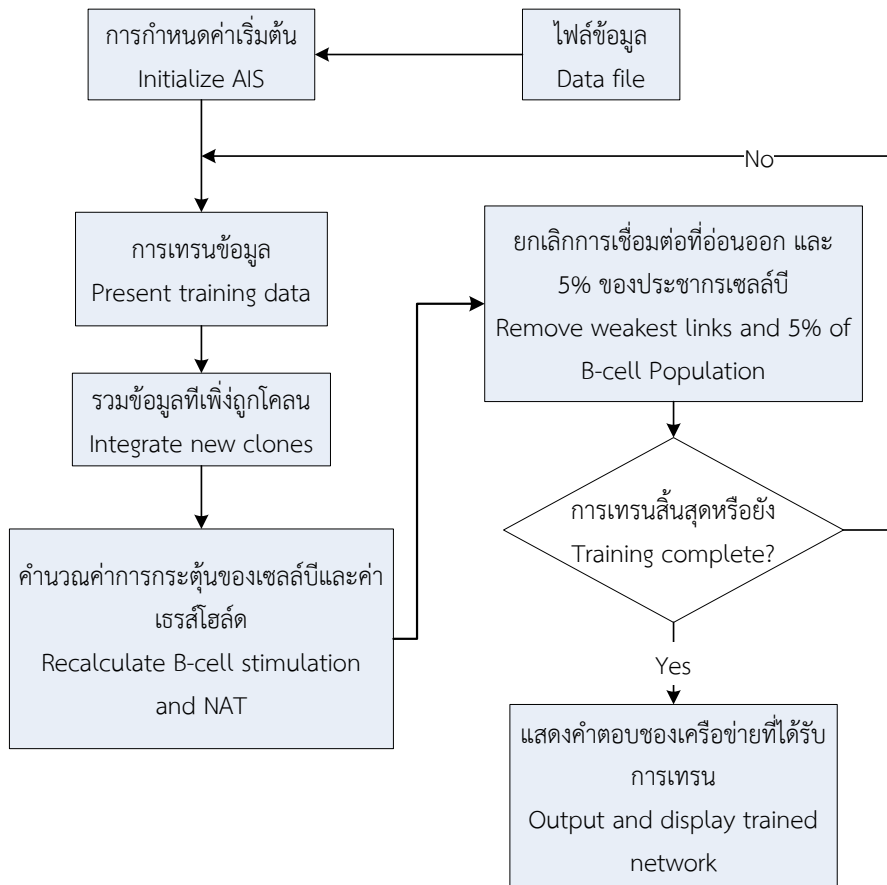 การกำหนดค่าเริ่มต้น
Initialize AIS
ไฟล์ข้อมูล
Data file
No
การเทรนข้อมูล
Present training data
รวมข้อมูลที่เพิ่งถูกโคลน
Integrate new clones
คำนวณค่าการกระตุ้นของเซลล์บีและค่า
เธรส์โฮล์ด
Recalculate B-cell stimulation
and NAT
ยกเลิกการเชื่อมต่อที่อ่อนออก และ
5% ของประชากรเซลล์บี
Remove weakest links and 5% of
B-cell Population
การเทรนสิ้นสุดหรือยัง
Training complete?
Yes
แสดงคำตอบชองเครือข่ายที่ได้รับ
การเทรน
Output and display trained
network